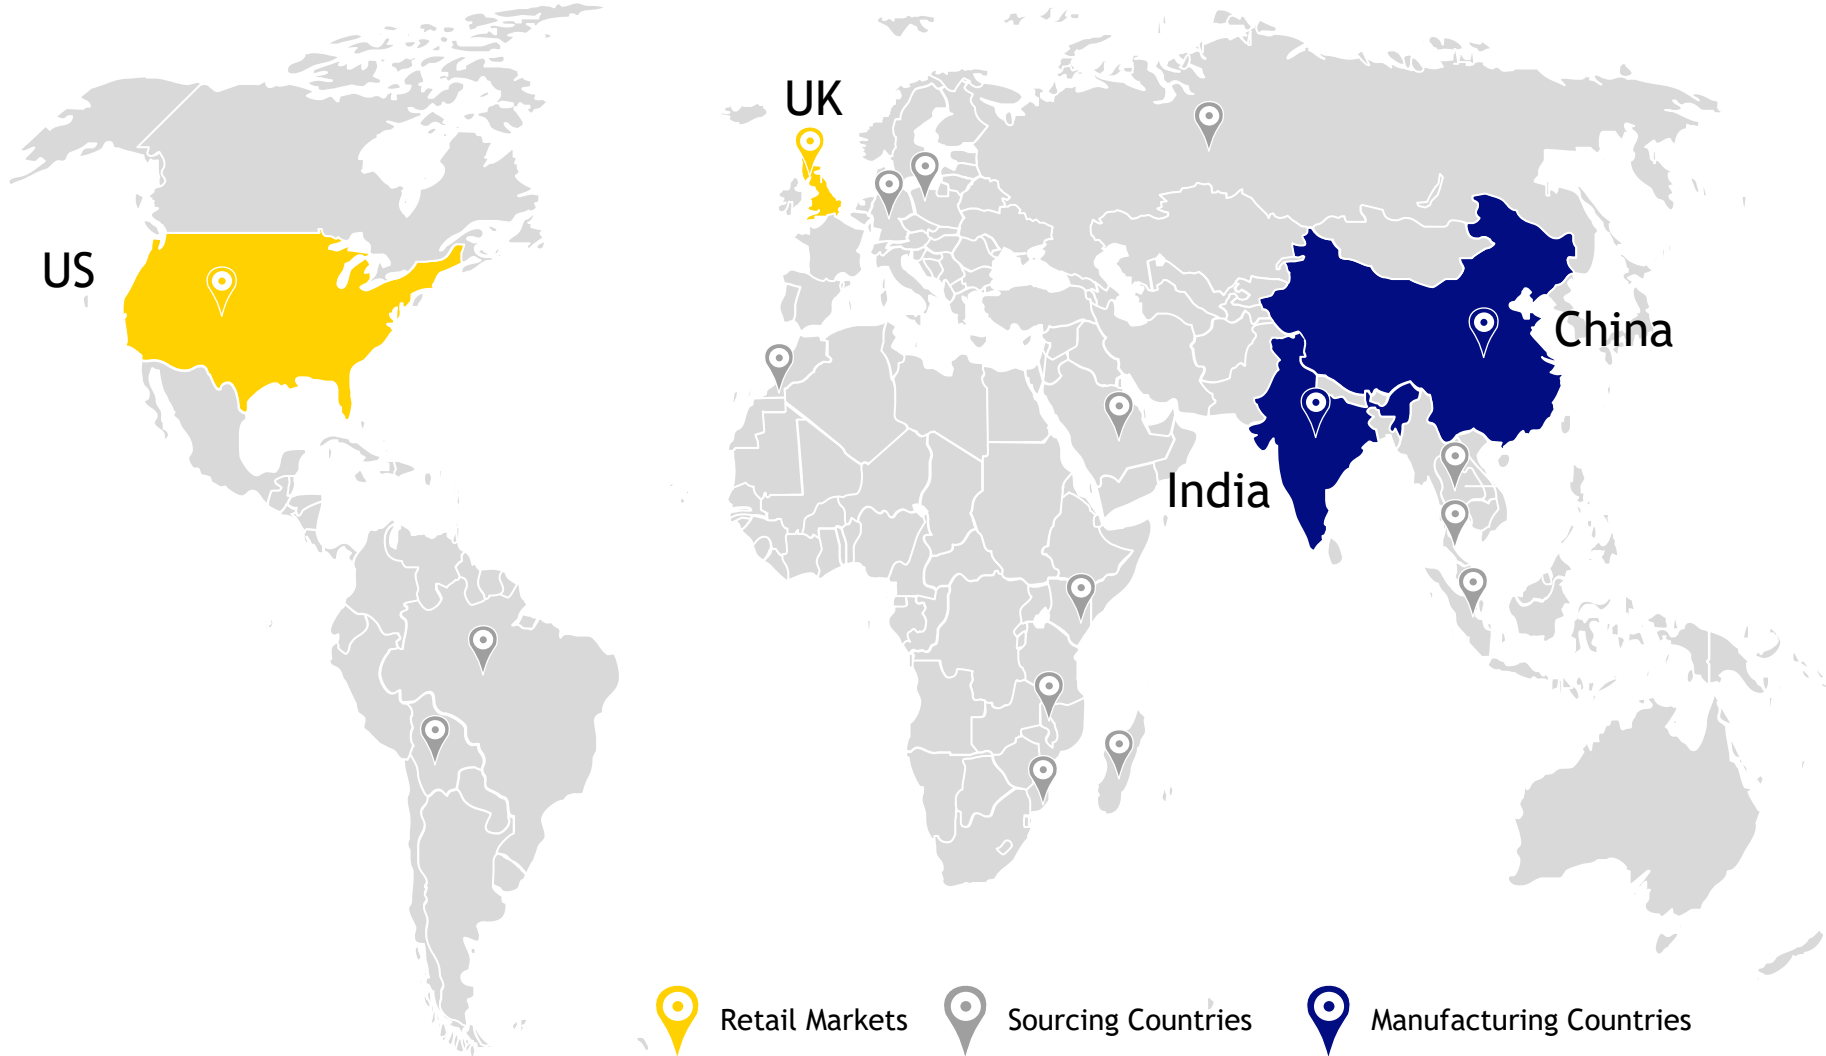 UK
US
China
India
Retail Markets
Sourcing Countries
Manufacturing Countries